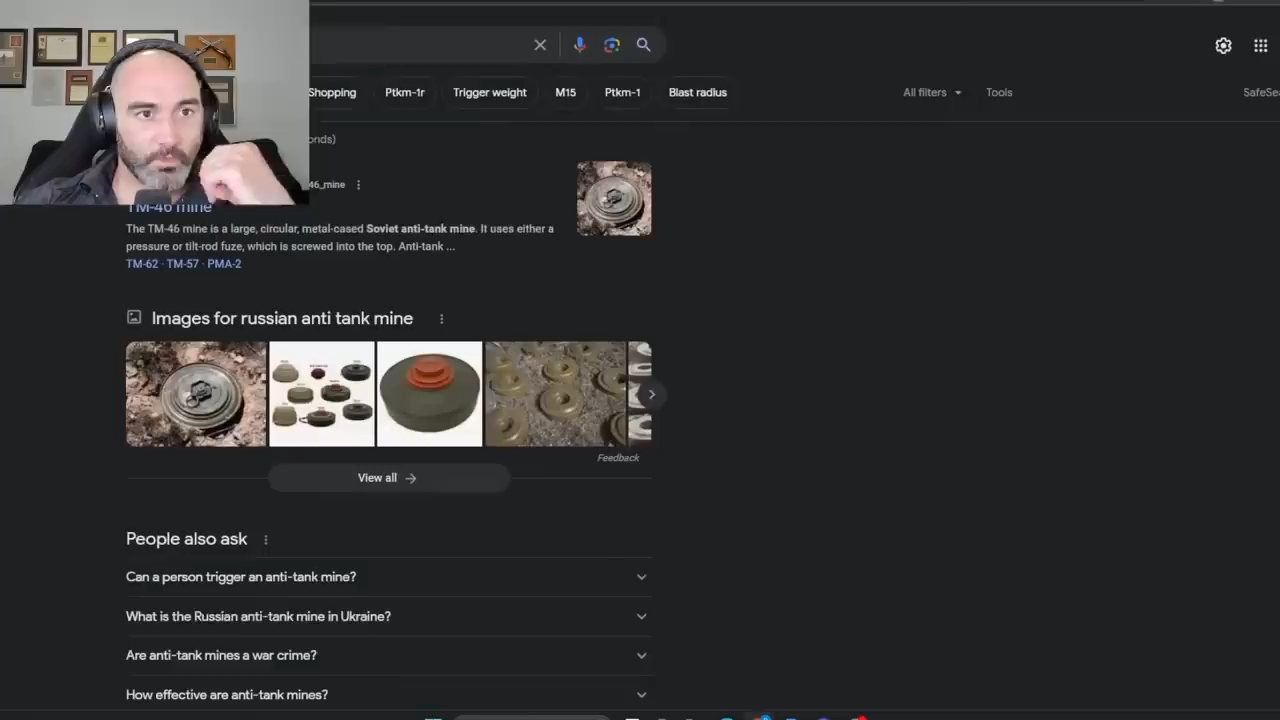 Shopping
Ptkm-1r
Trigger weight
M15
Ptkm-1
Blast radius
All filters
Tools
SafeSea
onds)
46_mine
TM-46 mine
The TM-46 mine is a large, circular, metal-cased Soviet anti-tank mine. It uses either a
pressure or tilt-rod fuze, which is screwed into the top. Anti-tank ...
TM-62 · TM-57 · PMA-2
Images for russian anti tank mine
Feedback
View all
People also ask
Can a person trigger an anti-tank mine?
What is the Russian anti-tank mine in Ukraine?
Are anti-tank mines a war crime?
How effective are anti-tank mines?